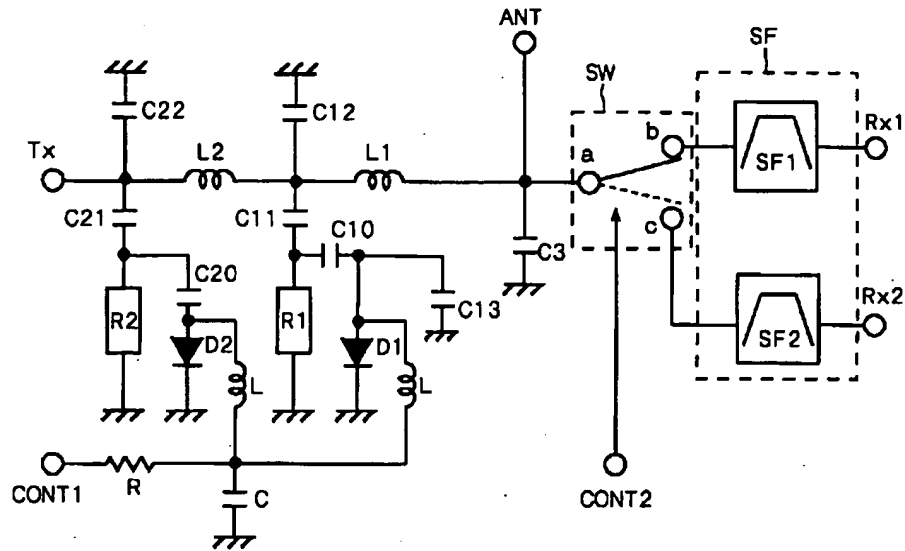 ANT
SF
SW
C22
C12
b
Rx1
Tx
L2
L1
a
SF1
C21
C11
C10
c
C3
C20
Rx2
R2
R1
C13
SF2
D2
D1
L
L
CONT1
R
C
CONT2